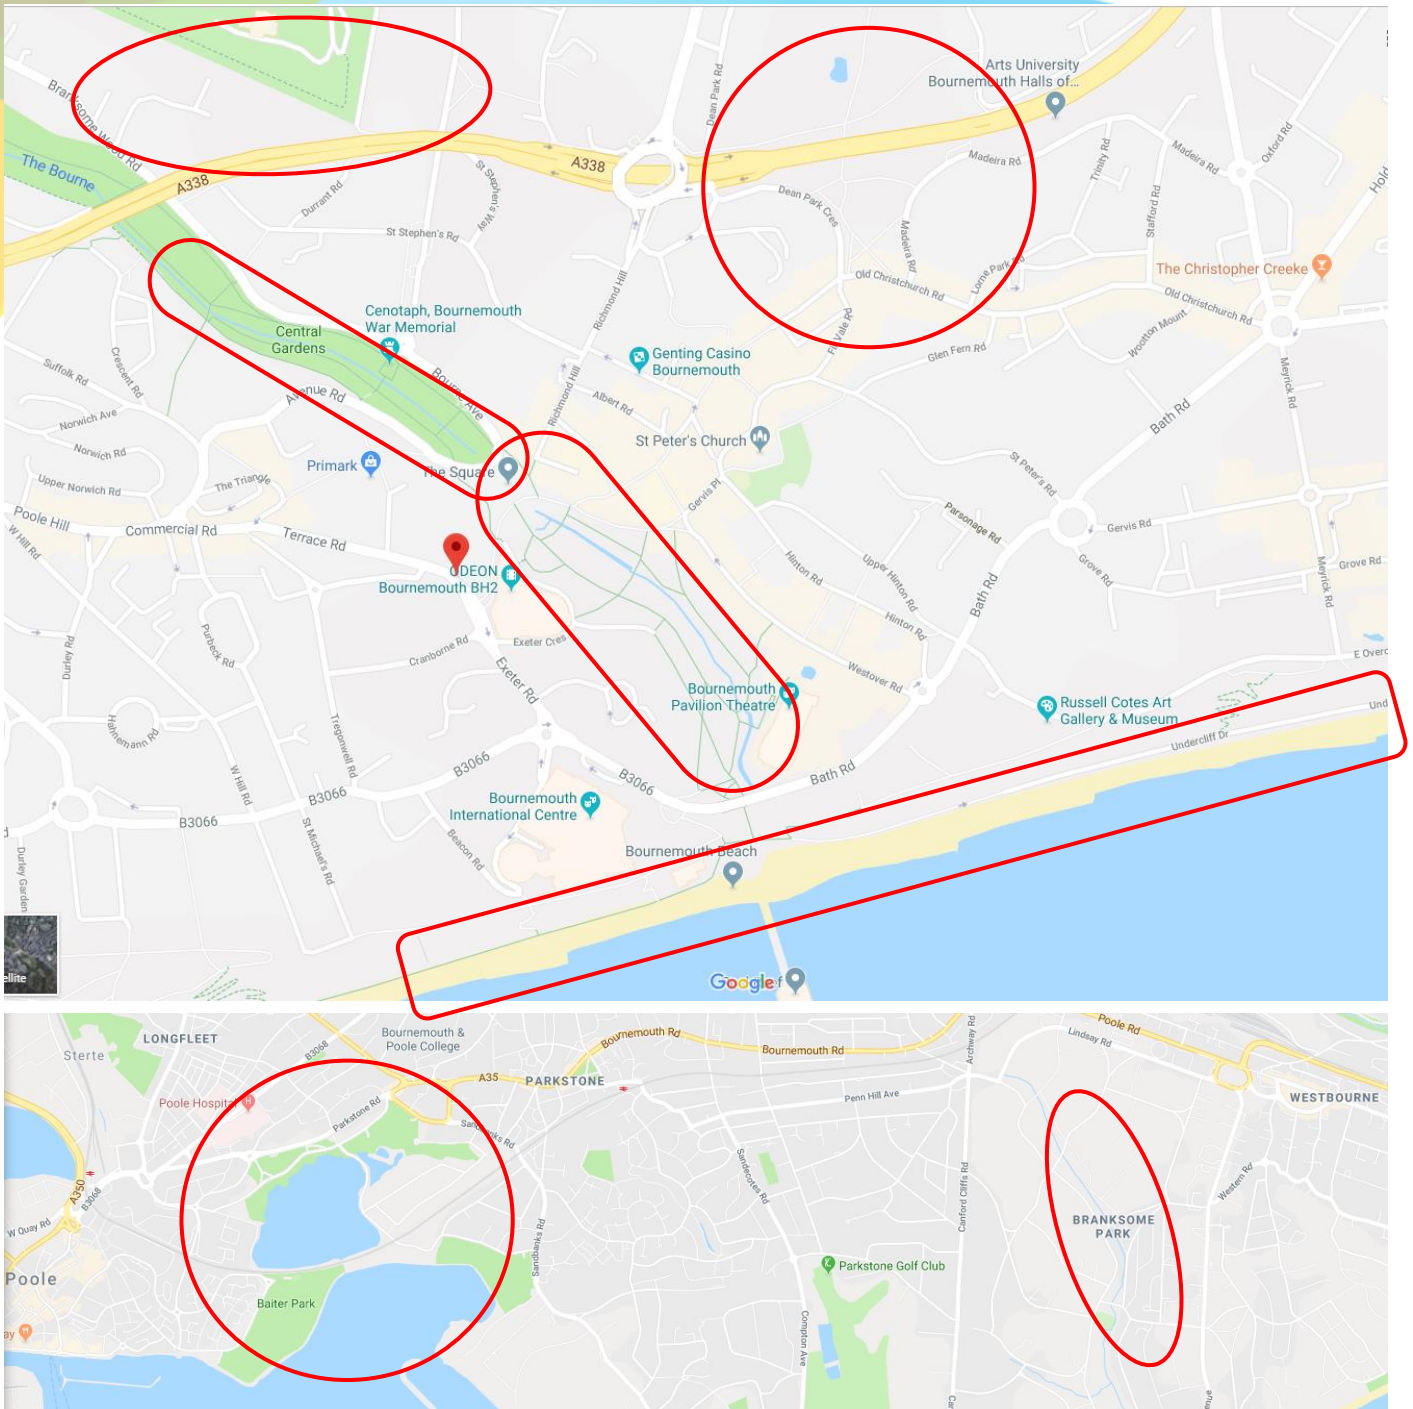 Arts University
Bournemouth Halls of...
Dean Park Rd
Branksome Wood Rd
The Bourne
A338
A338
Madeira Rd
Trinity Rd
Madeira Rd
Oxford Rd
Durrant Rd
St Stephen's Way
St Stephen's Rd
Dean Park Cres
Madeira Rd
Stafford Rd
Hold
Richmond Hill
Old Christchurch Rd
Lorne Park Rd
The Christopher Creeke
Old Christchurch Rd
Cenotaph, Bournemouth
War Memorial
Central
Gardens
Genting Casino
Bournemouth
Glen Fern Rd
Wootton Mount
Suffolk Rd
Crescent Rd
Avenue Rd
Bourne Ave
Richmond Hill
Albert Rd
Meyrick Rd
Bath Rd
Norwich Ave
Norwich Rd
Upper Norwich Rd
Primark
The Square
St Peter's Church
St Peter's Rd
The Triangle
Gervis Pl
Poole Hill
Commercial Rd
Terrace Rd
W Hill Rd
Parsonage Rd
Gervis Rd
ODEON
Bournemouth BH2
Hinton Rd
Upper Hinton Rd
Grove Rd
Meyrick Rd
Grove Rd
Bath Rd
Hinton Rd
Durley Rd
Purbeck Rd
Cranborne Rd
Exeter Cres
Exeter Rd
Westover Rd
Bournemouth
Pavilion Theatre
Russell Cotes Art
Gallery & Museum
E Overc
Und
Undercliff Dr
Hahnemann Rd
Tregonwell Rd
W Hill Rd
B3066
B3066
B3066
B3066
Bath Rd
Bournemouth
International Centre
St Michael's Rd
Beacon Rd
Durley Garden
Bournemouth Beach
ellite
Google
LONGFLEET
Sterte
B3068
Bournemouth &
Poole College
Bournemouth Rd
Bournemouth Rd
Archway Rd
Lindsay Rd
Poole Rd
A35
PARKSTONE
Poole Hospital
Parkstone Rd
Sandbanks Rd
Penn Hill Ave
WESTBOURNE
A350
B3068
W Quay Rd
Sandecotes Rd
Canford Cliffs Rd
Western Rd
BRANKSOME
PARK
Sandbanks Rd
Poole
Baiter Park
Parkstone Golf Club
Compton Ave
ay